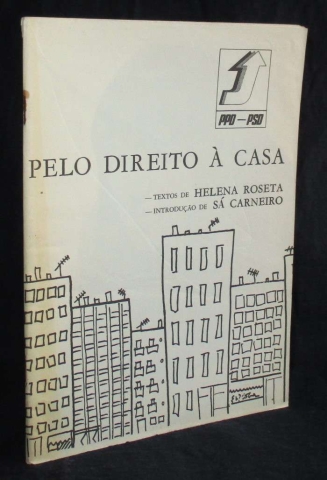 PPD—PSD
PELO DIREITO À CASA
—TEXTOS DE HELENA ROSETA
—INTRODUÇÃO DE SÁ CARNEIRO